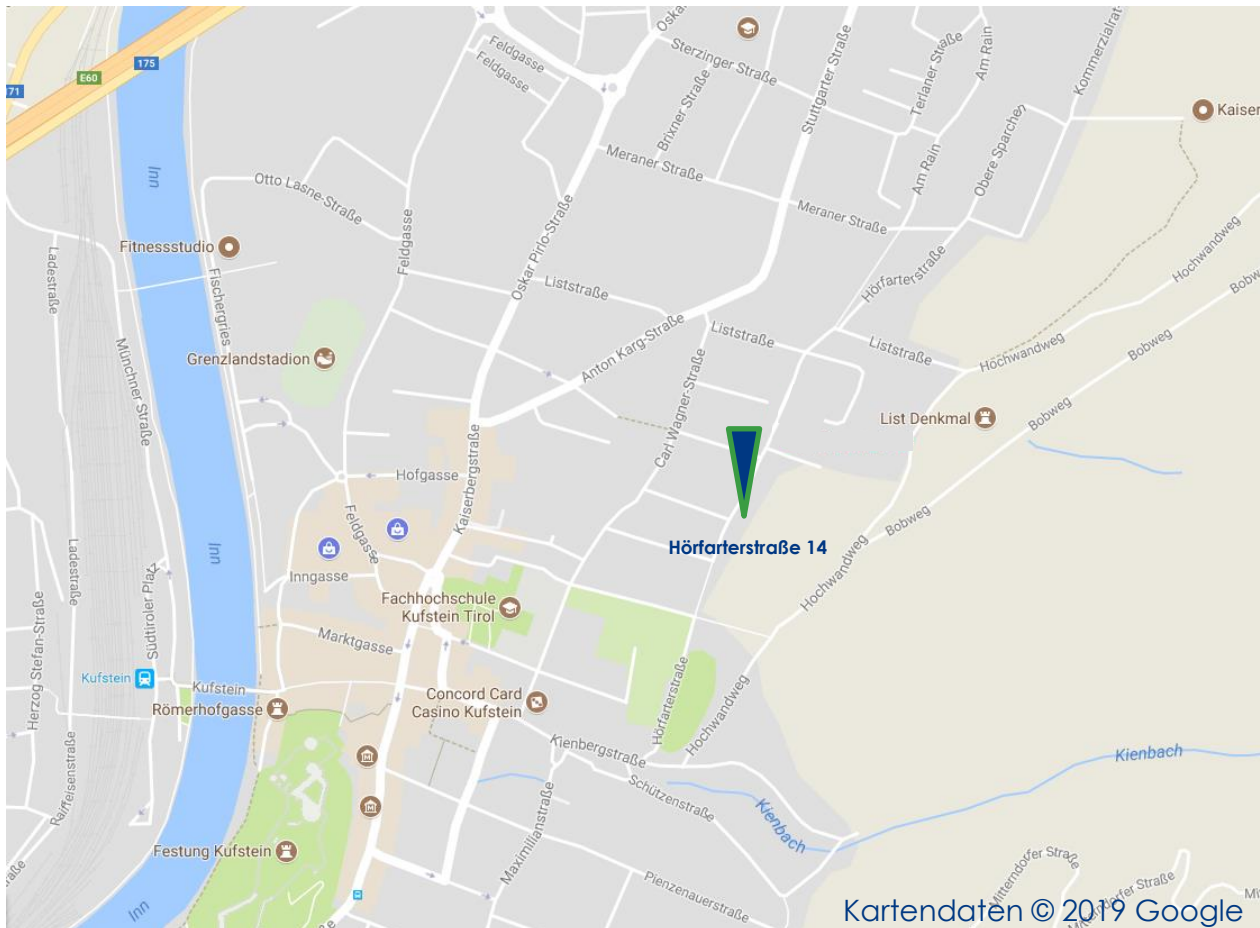 Oskar
Feldgasse
Feldgasse
Sterzinger Straße
Stuttgarter Straße
Terlaner Straße
Am Rain
Kommerzialrat
175
E60
171
Brixner Straße
Kaiser
Inn
Otto Lasne-Straße
Meraner Straße
Am Rain
Obere Sparchen
Meraner Straße
Fitnessstudio
Ladestraße
Fischergries
Feldgasse
Oskar Pirlo-Straße
Hörfarterstraße
Hochwandweg
Bobweg
Liststraße
Münchner Straße
Grenzlandstadion
Anton Karg-Straße
Liststraße
Liststraße
Hochwandweg
Bobweg
Carl Wagner-Straße
List Denkmal
Bobweg
Hofgasse
Kaiserbergstraße
Feldgasse
Inn
Bobweg
Hörfarterstraße 14
Ladestraße
Südtiroler Platz
Inngasse
Fachhochschule
Kufstein Tirol
Hochwandweg
Herzog Stefan-Straße
Marktgasse
Kufstein
Kufstein
Römerhofgasse
Concord Card
Casino Kufstein
Hörfarterstraße
Hochwandweg
Kienbergstraße
Kienbach
Raiffeisenstraße
Schützenstraße
Kienbach
Maximilianstraße
Festung Kufstein
Pienzenauerstraße
Mitterndorfer Straße
Mitterndorfer Straße
Inn
Kartendaten © 2019 Google